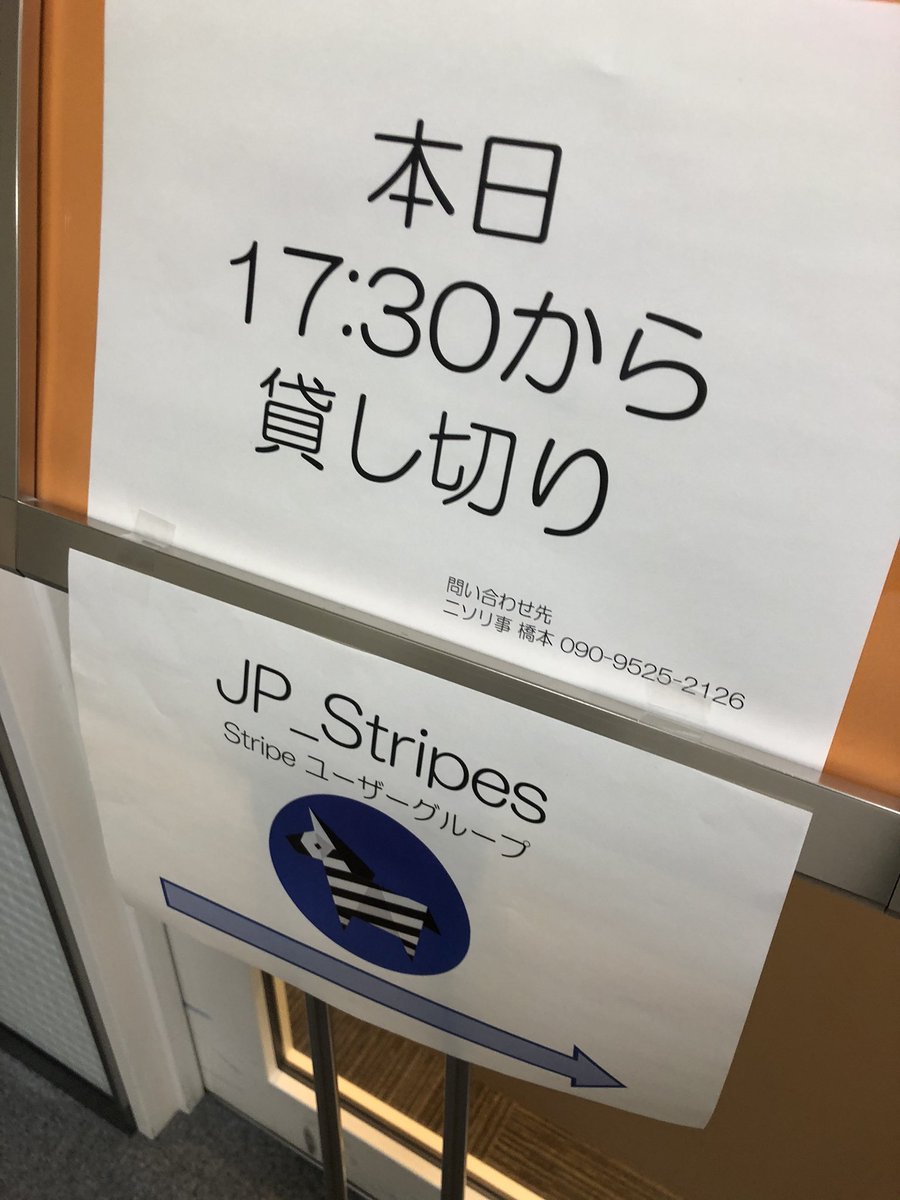 本日
17:30から
貸し切り
問い合わせ先
ニソリ事 橋本 090-9525-2126
JP_Stripes
Stripe ユーザーグループ